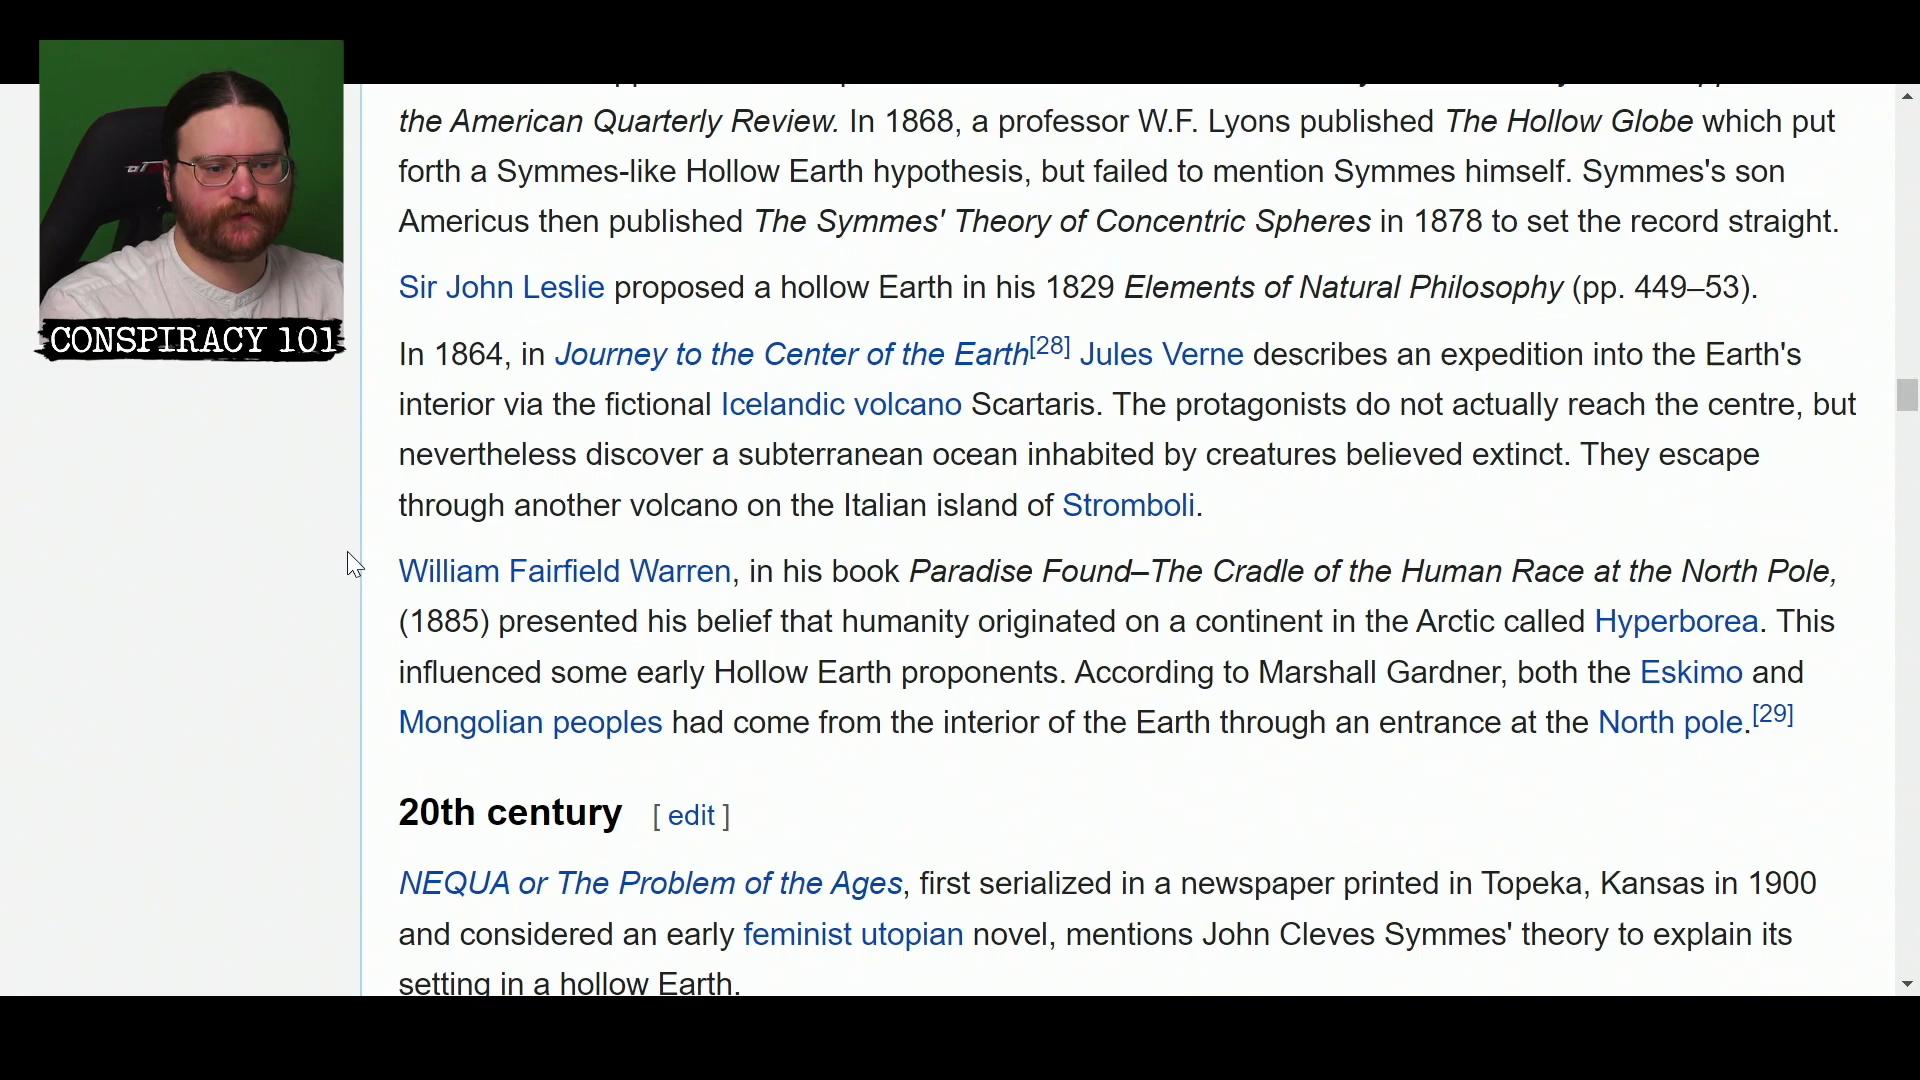 CONSPIRACY 101
the American Quarterly Review. In 1868, a professor W.F. Lyons published The Hollow Globe which put
forth a Symmes-like Hollow Earth hypothesis, but failed to mention Symmes himself. Symmes's son
Americus then published The Symmes' Theory of Concentric Spheres in 1878 to set the record straight.
Sir John Leslie proposed a hollow Earth in his 1829 Elements of Natural Philosophy (pp. 449–53).
In 1864, in Journey to the Center of the Earth[28] Jules Verne describes an expedition into the Earth's
interior via the fictional Icelandic volcano Scartaris. The protagonists do not actually reach the centre, but
nevertheless discover a subterranean ocean inhabited by creatures believed extinct. They escape
through another volcano on the Italian island of Stromboli.
William Fairfield Warren, in his book Paradise Found–The Cradle of the Human Race at the North Pole,
(1885) presented his belief that humanity originated on a continent in the Arctic called Hyperborea. This
influenced some early Hollow Earth proponents. According to Marshall Gardner, both the Eskimo and
Mongolian peoples had come from the interior of the Earth through an entrance at the North pole.[29]
20th century [ edit ]
NEQUA or The Problem of the Ages, first serialized in a newspaper printed in Topeka, Kansas in 1900
and considered an early feminist utopian novel, mentions John Cleves Symmes' theory to explain its
setting in a hollow Earth.